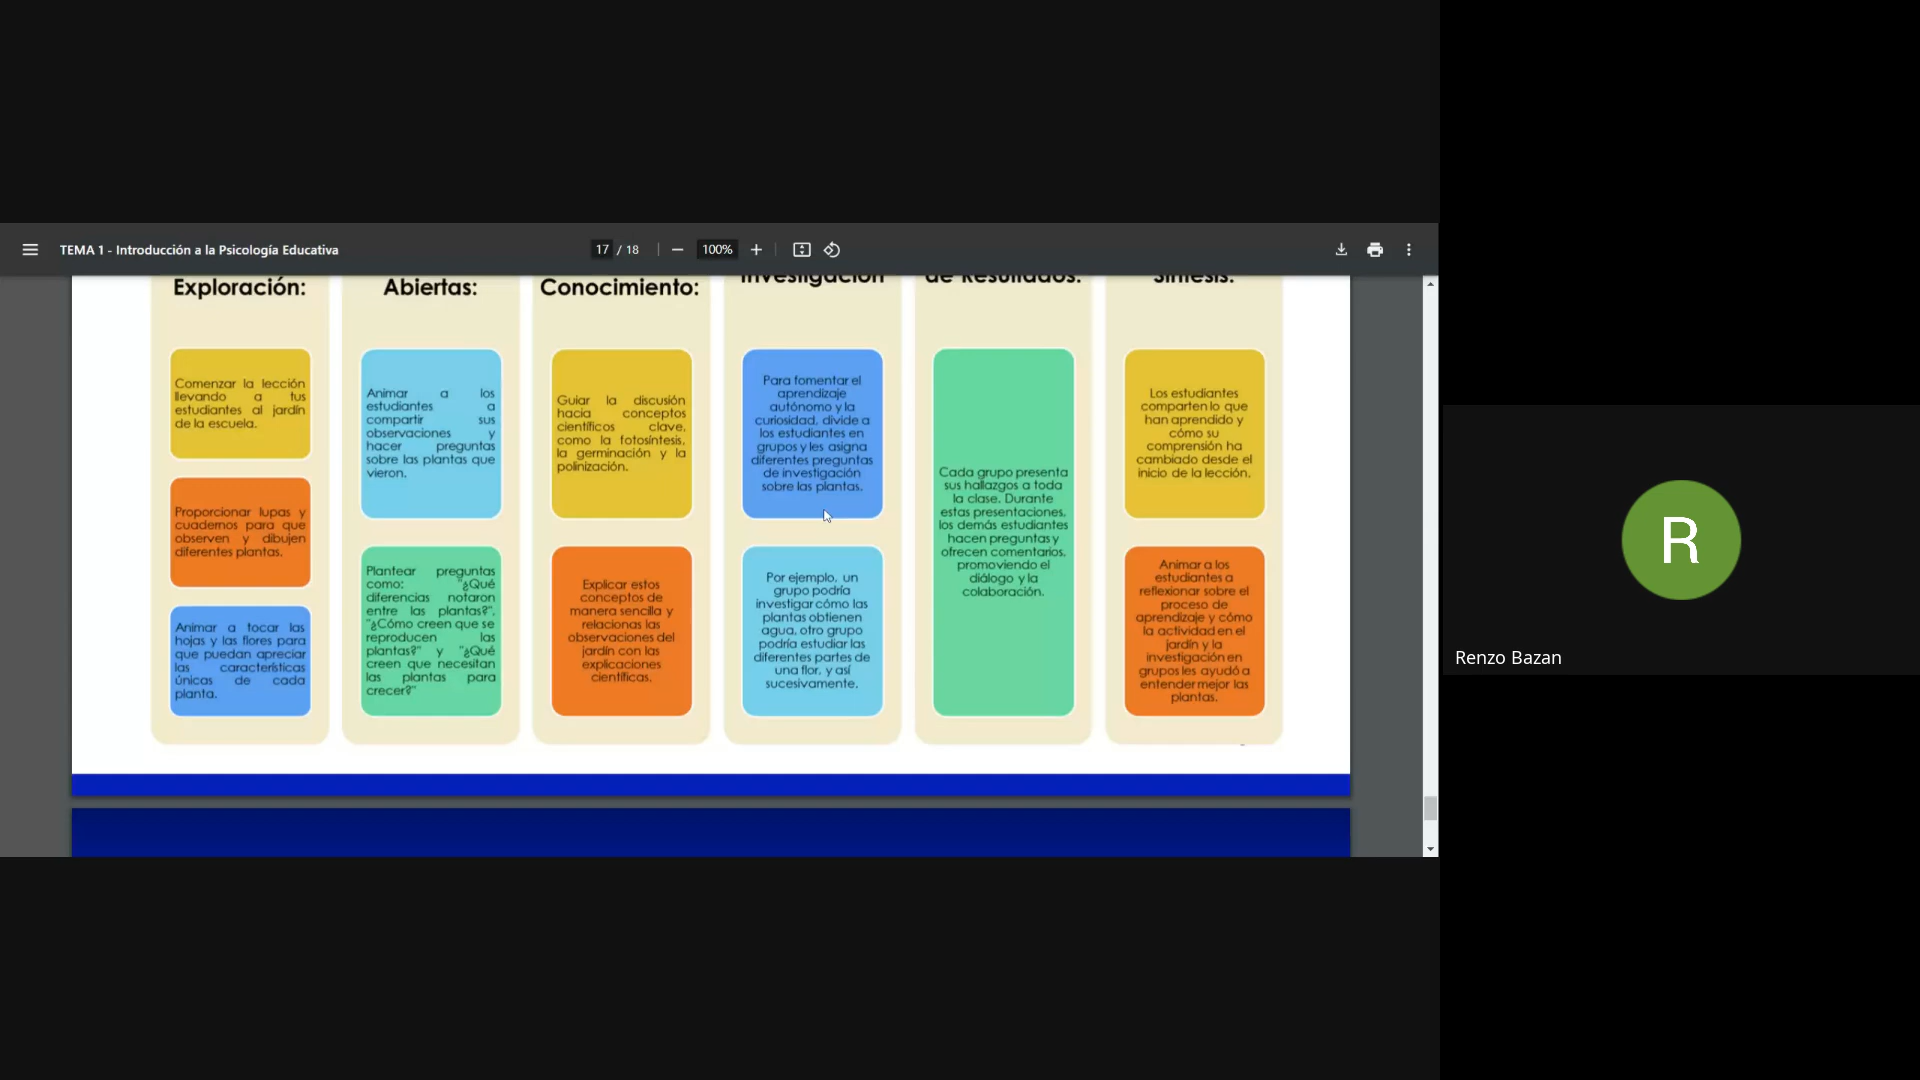 TEMA 1 - Introducción a la Psicología Educativa
17 / 18
100%
Exploración:
Comenzar la lección
llevando a tus
estudiantes al jardín
de la escuela.
Proporcionar lupas y
cuadernos para que
observen y dibujen
diferentes plantas.
Animar a tocar las
hojas y las flores para
que puedan apreciar
las características
únicas de cada
planta.
Abiertas:
Animar a los
estudiantes a
compartir sus
observaciones y
hacer preguntas
sobre las plantas que
vieron.
Plantear preguntas
como: "¿Qué
diferencias notaron
entre las plantas?",
"¿Cómo creen que se
reproducen las
plantas?" y "¿Qué
creen que necesitan
las plantas para
crecer?"
Conocimiento:
Guiar la discusión
hacia conceptos
científicos clave,
como la fotosíntesis,
la germinación y la
polinización.
Explicar estos
conceptos de
manera sencilla y
relacionas las
observaciones del
jardín con las
explicaciones
científicas.
Investigación
Para fomentar el
aprendizaje
autónomo y la
curiosidad, divide a
los estudiantes en
grupos y les asigna
diferentes preguntas
de investigación
sobre las plantas.
Por ejemplo, un
grupo podría
investigar cómo las
plantas obtienen
agua, otro grupo
podría estudiar las
diferentes partes de
una flor, y así
sucesivamente.
de Resultados:
Cada grupo presenta
sus hallazgos a toda
la clase. Durante
estas presentaciones,
los demás estudiantes
hacen preguntas y
ofrecen comentarios,
promoviendo el
diálogo y la
colaboración.
Síntesis:
Los estudiantes
comparten lo que
han aprendido y
cómo su
comprensión ha
cambiado desde el
inicio de la lección.
Animar a los
estudiantes a
reflexionar sobre el
proceso de
aprendizaje y cómo
la actividad en el
jardín y la
investigación en
grupos les ayudó a
entender mejor las
plantas.
R
Renzo Bazan